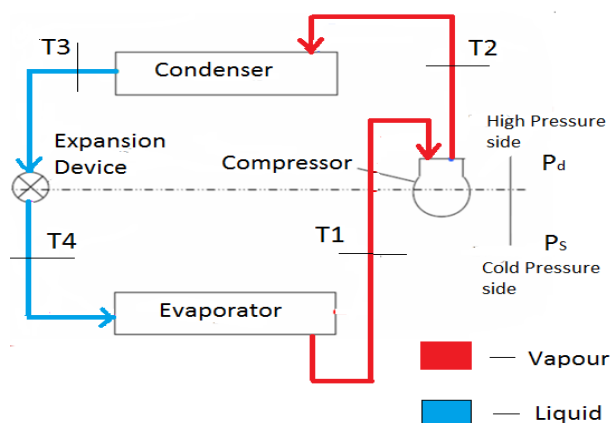 T3
T2
Condenser
High Pressure
side
Expansion
Device
Compressor
Pd
T1
T4
Ps
Cold Pressure
side
Evaporator
— Vapour
— Liquid